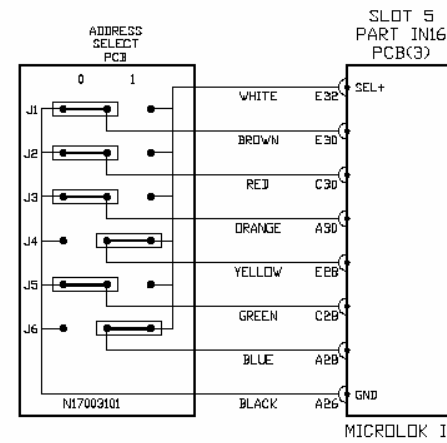 SLOT 5
PART IN16
PCB(3)
ADDRESS
SELECT
PCB
0 1
J1
J2
J3
J4
J5
J6
N17003101
WHITE E32 SEL+
BROWN E30
RED C30
ORANGE A30
YELLOW E28
GREEN C28
BLUE A28
BLACK A26 GND
MICROLOK I